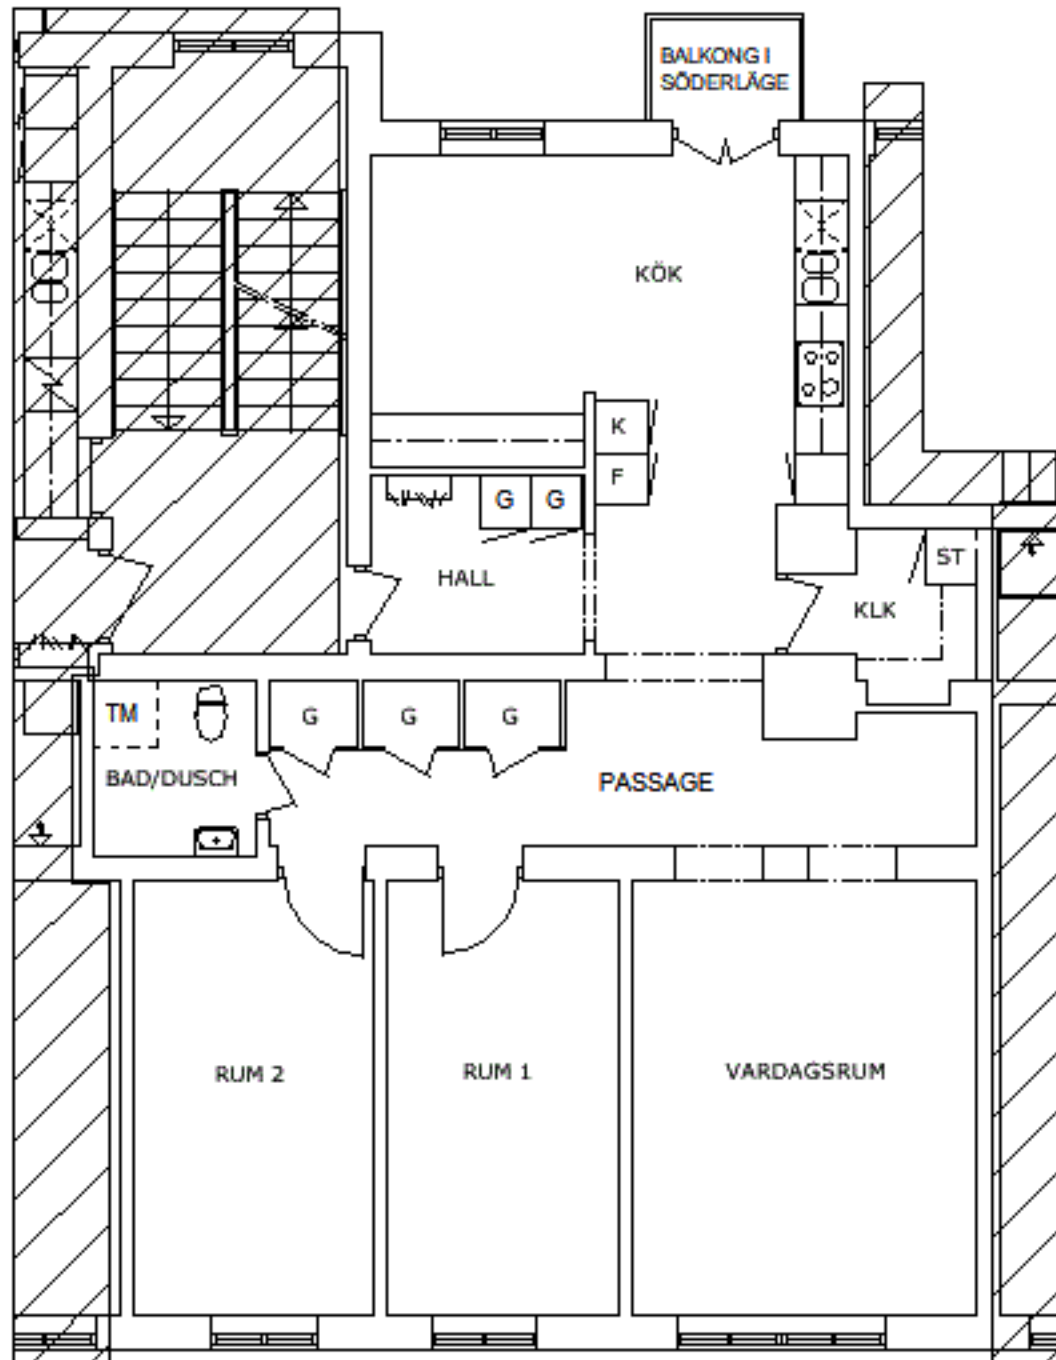 BALKONG I
SÖDERLÄGE
KÖK
K
F
G G
HALL
ST
KLK
TM
G G G
BAD/DUSCH
PASSAGE
RUM 2
RUM 1
VARDAGSRUM